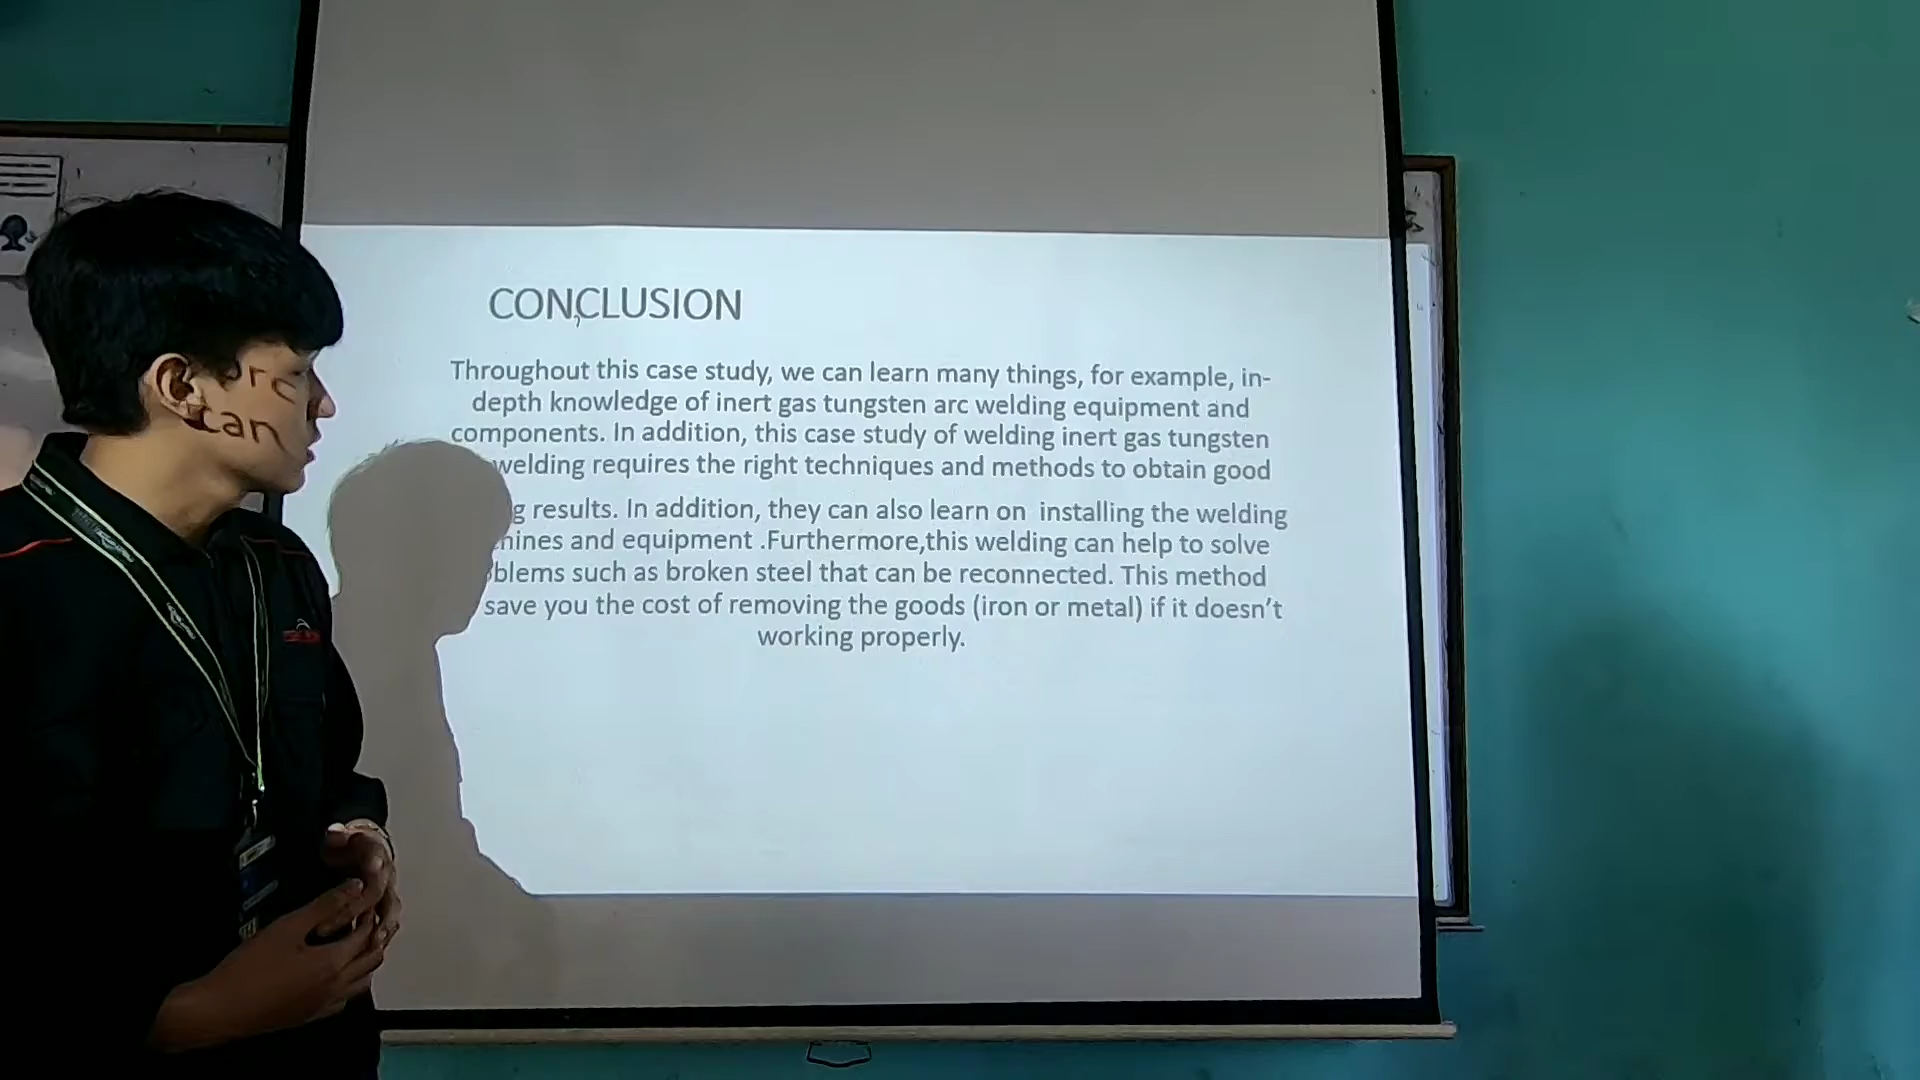 CONCLUSION
,
Throughout this case study, we can learn many things, for example, in-
depth knowledge of inert gas tungsten arc welding equipment and
components. In addition, this case study of welding inert gas tungsten
arc welding requires the right techniques and methods to obtain good
results. In addition, they can also learn on installing the welding
and equipment .Furthermore,this welding can help to solve
such as broken steel that can be reconnected. This method
can save you the cost of removing the goods (iron or metal) if it doesn't
working properly.